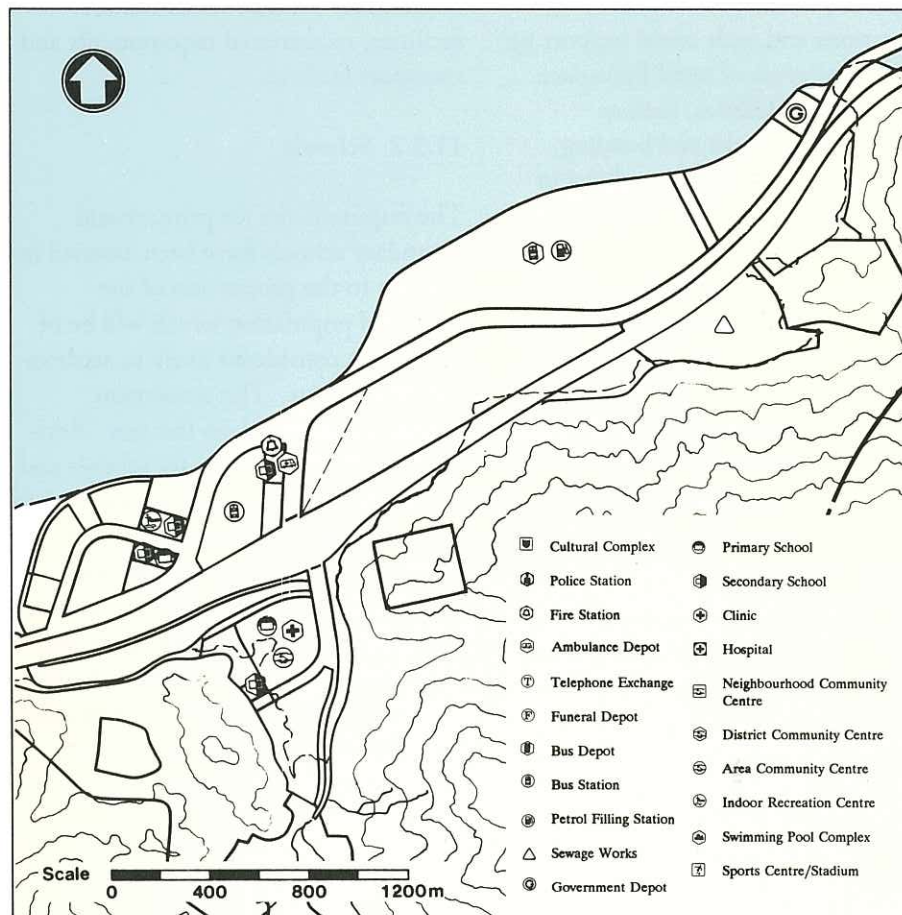 Cultural Complex
Police Station
Fire Station
Ambulance Depot
T Telephone Exchange
F Funeral Depot
Bus Depot
Bus Station
Petrol Filling Station
Sewage Works
G Government Depot
Primary School
Secondary School
Clinic
Hospital
Neighbourhood Community
Centre
District Community Centre
Area Community Centre
Indoor Recreation Centre
Swimming Pool Complex
Sports Centre/Stadium
G
Scale
0 400 800 1200m